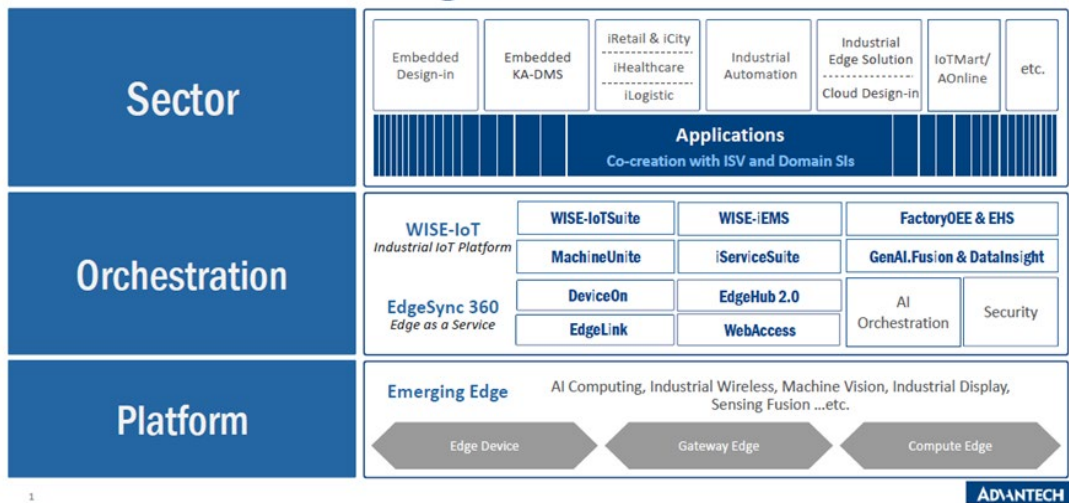 Sector
Embedded
Design-in
Embedded
KA-DMS
iRetail & iCity
iHealthcare
iLogistic
Industrial
Automation
Industrial
Edge Solution
Cloud Design-in
IoTMart/
AOnline
etc.
Applications
Co-creation with ISV and Domain SIs
Orchestration
WISE-IoT
Industrial IoT Platform
WISE-IoTSuite
WISE-iEMS
FactoryOEE & EHS
MachineUnite
iServiceSuite
GenAI.Fusion & DataInsight
EdgeSync 360
Edge as a Service
DeviceOn
EdgeHub 2.0
EdgeLink
WebAccess
AI
Orchestration
Security
Platform
Emerging Edge
AI Computing, Industrial Wireless, Machine Vision, Industrial Display,
Sensing Fusion ...etc.
Edge Device
Gateway Edge
Compute Edge
1
ADVANTECH